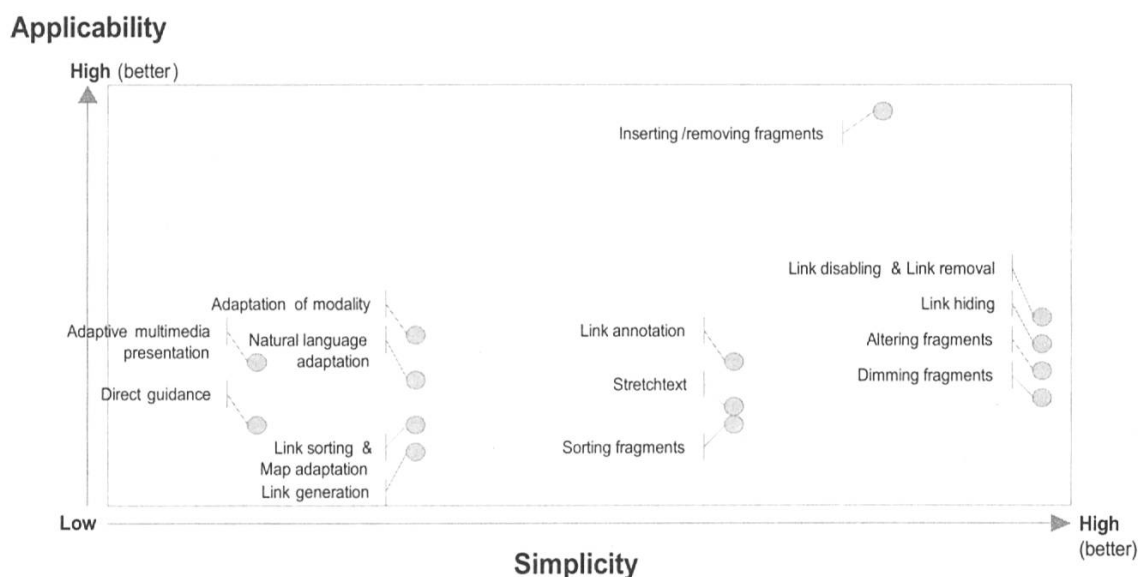 Applicability
High (better)
Inserting /removing fragments
Link disabling & Link removal
Adaptation of modality
Link hiding
Adaptive multimedia
presentation
Natural language
adaptation
Link annotation
Altering fragments
Direct guidance
Stretchtext
Dimming fragments
Link sorting &
Map adaptation
Sorting fragments
Link generation
Low
High
(better)
Simplicity